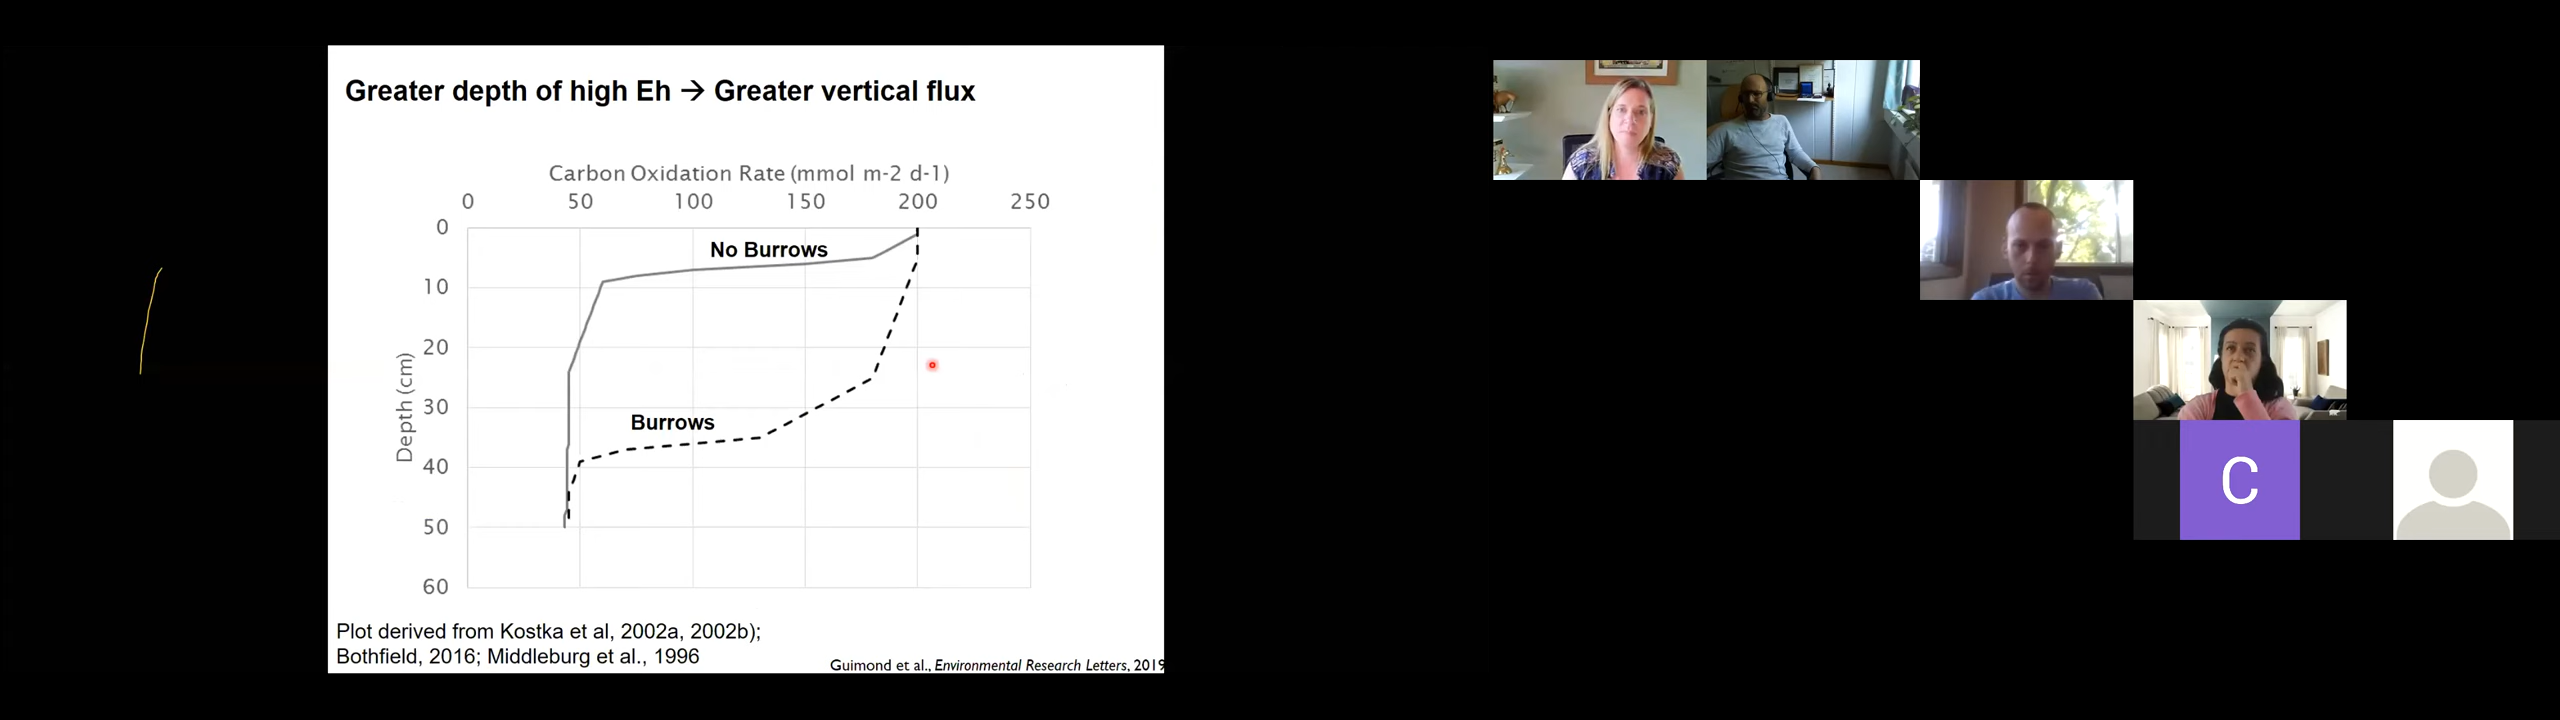 Greater depth of high Eh → Greater vertical flux
Carbon Oxidation Rate (mmol m-2 d-1)
0 50 100 150 200 250
0
No Burrows
10
20
30
Burrows
40
50
60
Depth (cm)
Plot derived from Kostka et al, 2002a, 2002b);
Bothfield, 2016; Middleburg et al., 1996
Guimond et al., Environmental Research Letters, 2019
C